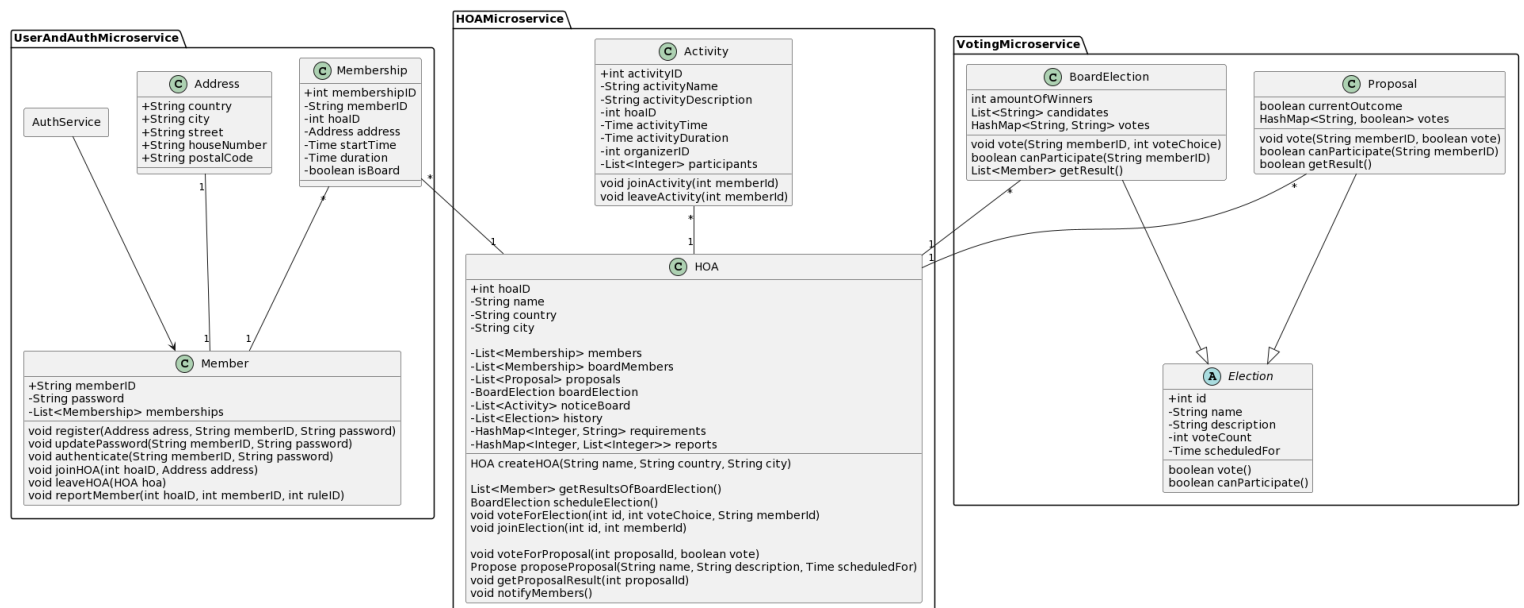 UserAndAuthMicroservice
AuthService
C Address
+String country
+String city
+String street
+String houseNumber
+String postalCode
C Membership
+int membershipID
-String memberID
-int hoaID
-Address address
-Time startTime
-Time duration
-boolean isBoard
1
*
*
1
1
1
C Member
+String memberID
-String password
-List<Membership> memberships
void register(Address adress, String memberID, String password)
void updatePassword(String memberID, String password)
void authenticate(String memberID, String password)
void joinHOA(int hoaID, Address address)
void leaveHOA(HOA hoa)
void reportMember(int hoaID, int memberID, int ruleID)
HOAMicroservice
C Activity
+int activityID
-String activityName
-String activityDescription
-int hoaID
-Time activityTime
-Time activityDuration
-int organizerID
-List<Integer> participants
void joinActivity(int memberId)
void leaveActivity(int memberId)
*
1
1
1
C HOA
+int hoaID
-String name
-String country
-String city
-List<Membership> members
-List<Membership> boardMembers
-List<Proposal> proposals
-BoardElection boardElection
-List<Activity> noticeBoard
-List<Election> history
-HashMap<Integer, String> requirements
-HashMap<Integer, List<Integer>> reports
HOA createHOA(String name, String country, String city)
List<Member> getResultsOfBoardElection()
BoardElection scheduleElection()
void voteForElection(int id, int voteChoice, String memberId)
void joinElection(int id, int memberId)
void voteForProposal(int proposalId, boolean vote)
Propose proposeProposal(String name, String description, Time scheduledFor)
void getProposalResult(int proposalId)
void notifyMembers()
VotingMicroservice
C BoardElection
int amountOfWinners
List<String> candidates
HashMap<String, String> votes
void vote(String memberID, int voteChoice)
boolean canParticipate(String memberID)
List<Member> getResult()
C Proposal
boolean currentOutcome
HashMap<String, boolean> votes
void vote(String memberID, boolean vote)
boolean canParticipate(String memberID)
boolean getResult()
*
*
A Election
+int id
-String name
-String description
-int voteCount
-Time scheduledFor
boolean vote()
boolean canParticipate()